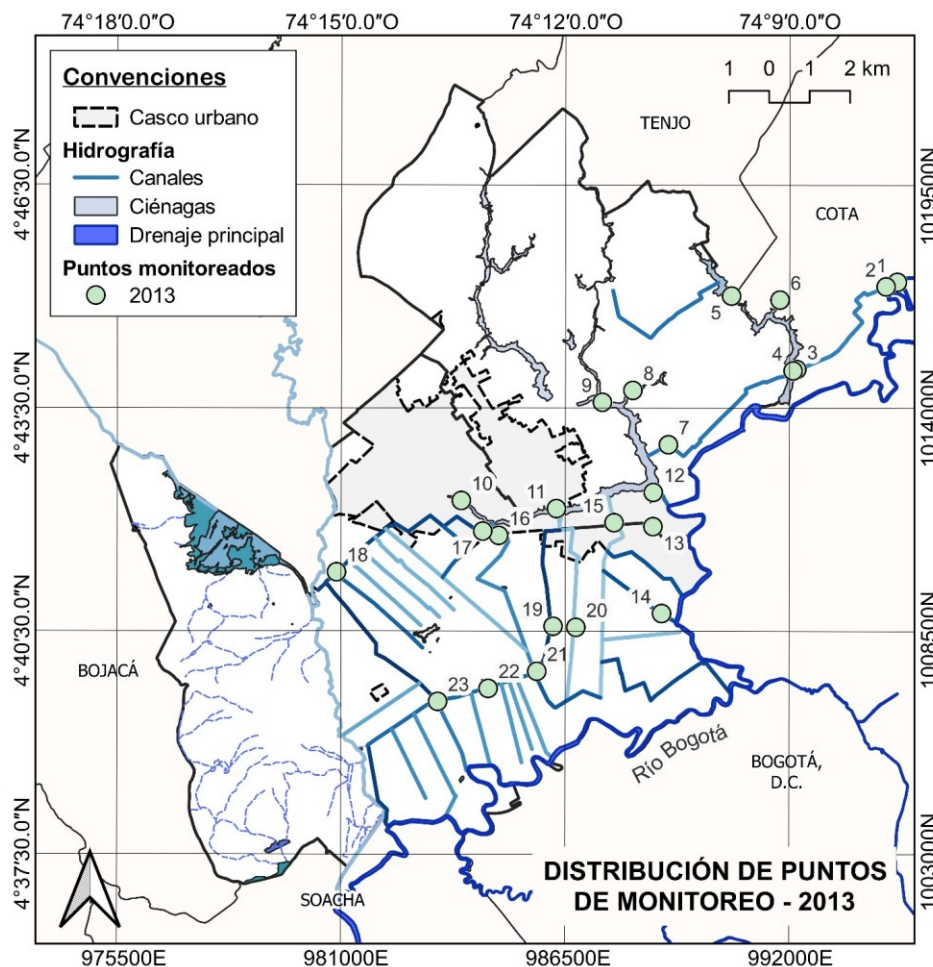 74°18.0'0"O 74°15.0'0"O 74°12.0'0"O 74°9.0'0"O
Convenciones
Casco urbano
Hidrografía
Canales
Ciénagas
Drenaje principal
Puntos monitoreados
2013
1 0 1 2 km
TENJO
COTA
4°46'30.0"N
4°43'30.0"N
4°40'30.0"N
4°37'30.0"N
1019500N
1014000N
1008500N
1003000N
21
6
5
4 3
8
9
7
10
11
12
15
16
17
13
18
14
19
20
21
22
23
BOJACÁ
Río Bogotá
BOGOTÁ,
D.C.
SOACHA
DISTRIBUCIÓN DE PUNTOS
DE MONITOREO - 2013
975500E 981000E 986500E 992000E